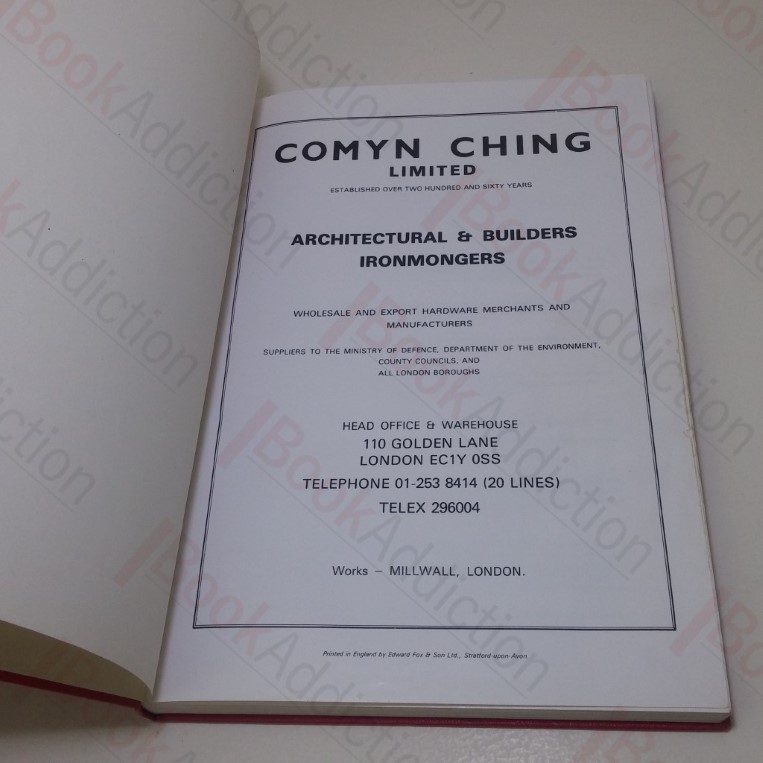 COMYN CHING
LIMITED
ESTABLISHED OVER TWO HUNDRED AND SIXTY YEARS
ARCHITECTURAL & BUILDERS
IRONMONGERS
WHOLESALE AND EXPORT HARDWARE MERCHANTS AND
MANUFACTURERS
SUPPLIERS TO THE MINISTRY OF DEFENCE, DEPARTMENT OF THE ENVIRONMENT,
COUNTY COUNCILS, AND
ALL LONDON BOROUGHS
HEAD OFFICE & WAREHOUSE
110 GOLDEN LANE
LONDON EC1Y 0SS
TELEPHONE 01-253 8414 (20 LINES)
TELEX 296004
Works – MILLWALL, LONDON.
Printed in England by Edward Fox & Son Ltd., Stratford-upon-Avon.
BookAddiction